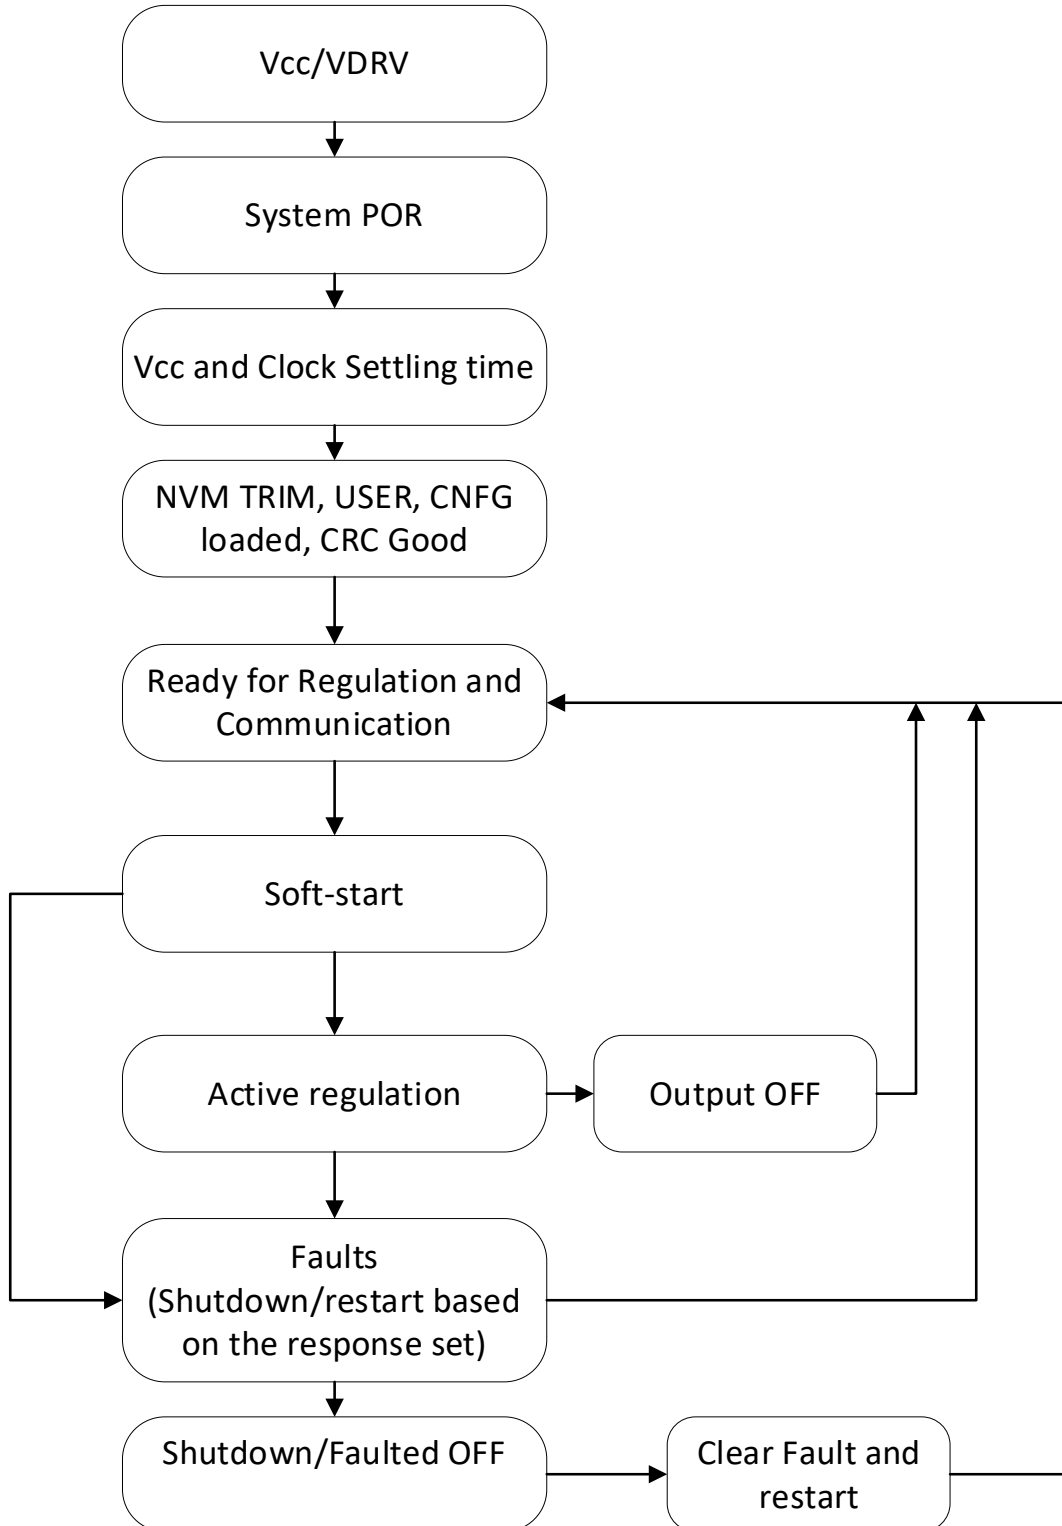 Vcc/VDRV
System POR
Vcc and Clock Settling time
NVM TRIM, USER, CNFG
loaded, CRC Good
Ready for Regulation and
Communication
Soft-start
Active regulation
Output OFF
Faults
(Shutdown/restart based
on the response set)
Shutdown/Faulted OFF
Clear Fault and
restart